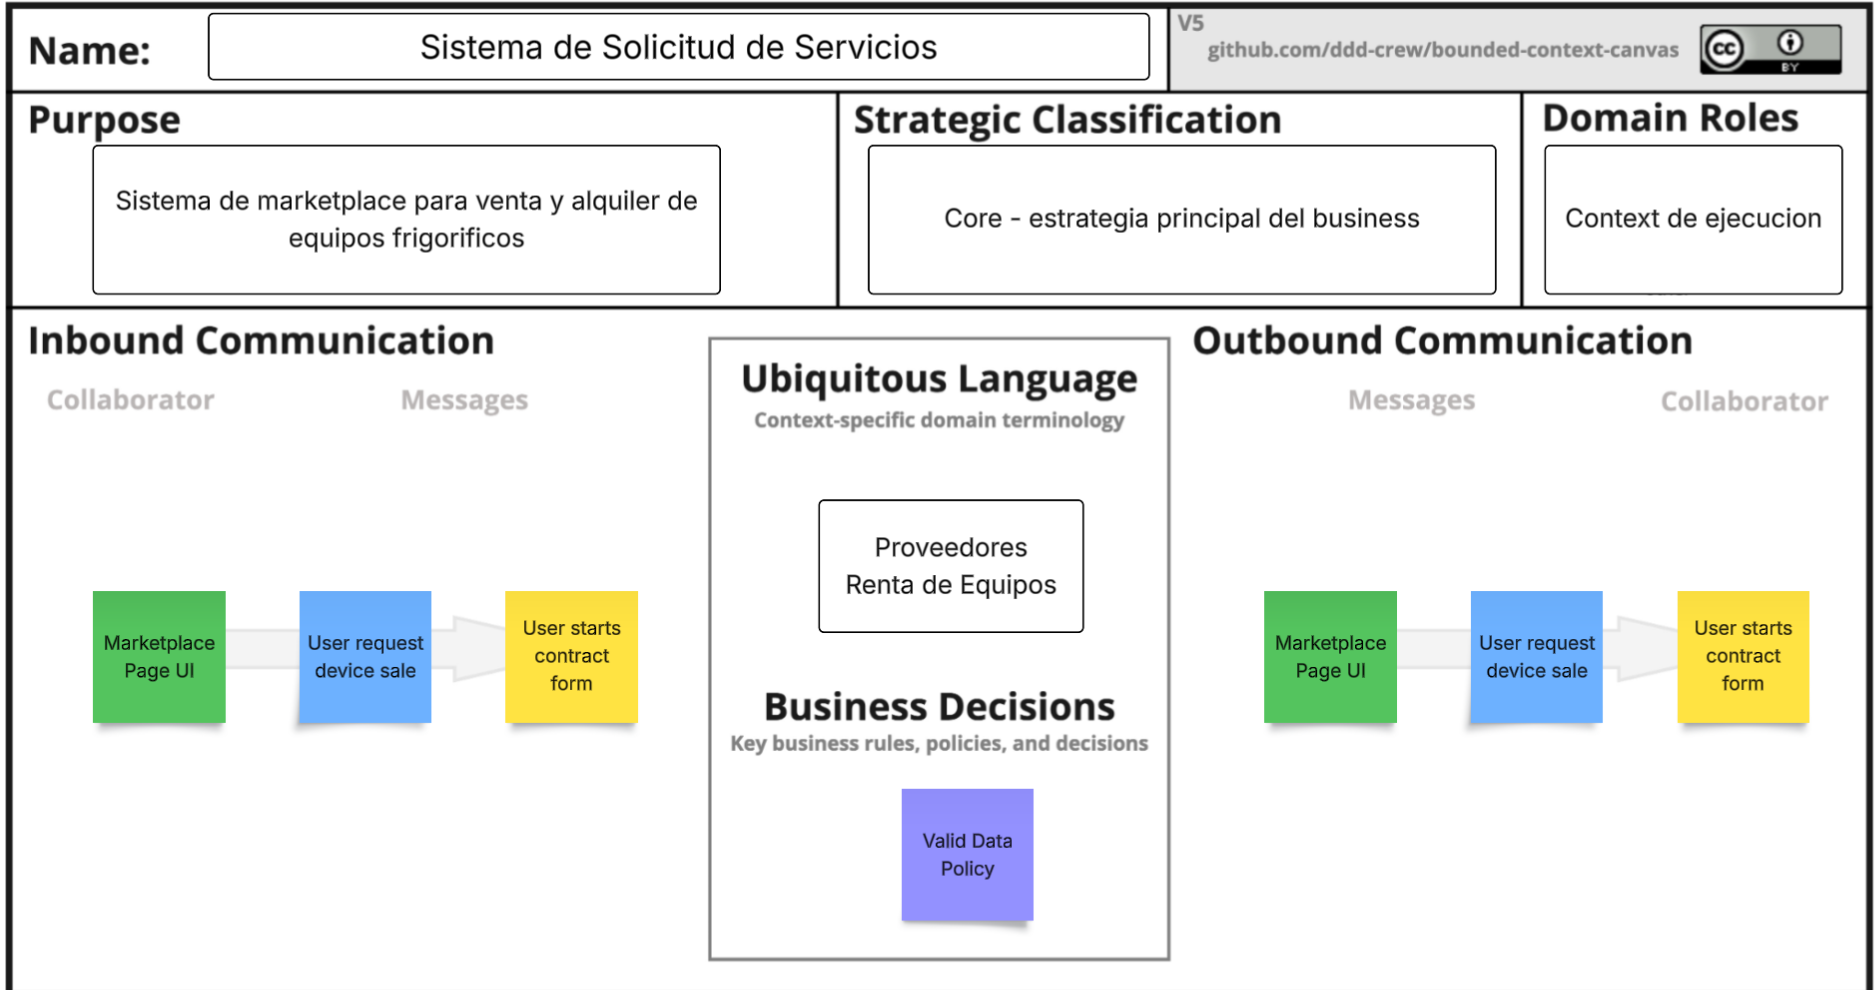 Name:
Sistema de Solicitud de Servicios
V5
github.com/ddd-crew/bounded-context-canvas
cc
BY
Purpose
Sistema de marketplace para venta y alquiler de
equipos frigorificos
Strategic Classification
Core - estrategia principal del business
Domain Roles
Context de ejecucion
Inbound Communication
Collaborator
Messages
Marketplace
Page UI
User request
device sale
User starts
contract
form
Ubiquitous Language
Context-specific domain terminology
Proveedores
Renta de Equipos
Business Decisions
Key business rules, policies, and decisions
Valid Data
Policy
Outbound Communication
Messages
Collaborator
Marketplace
Page UI
User request
device sale
User starts
contract
form